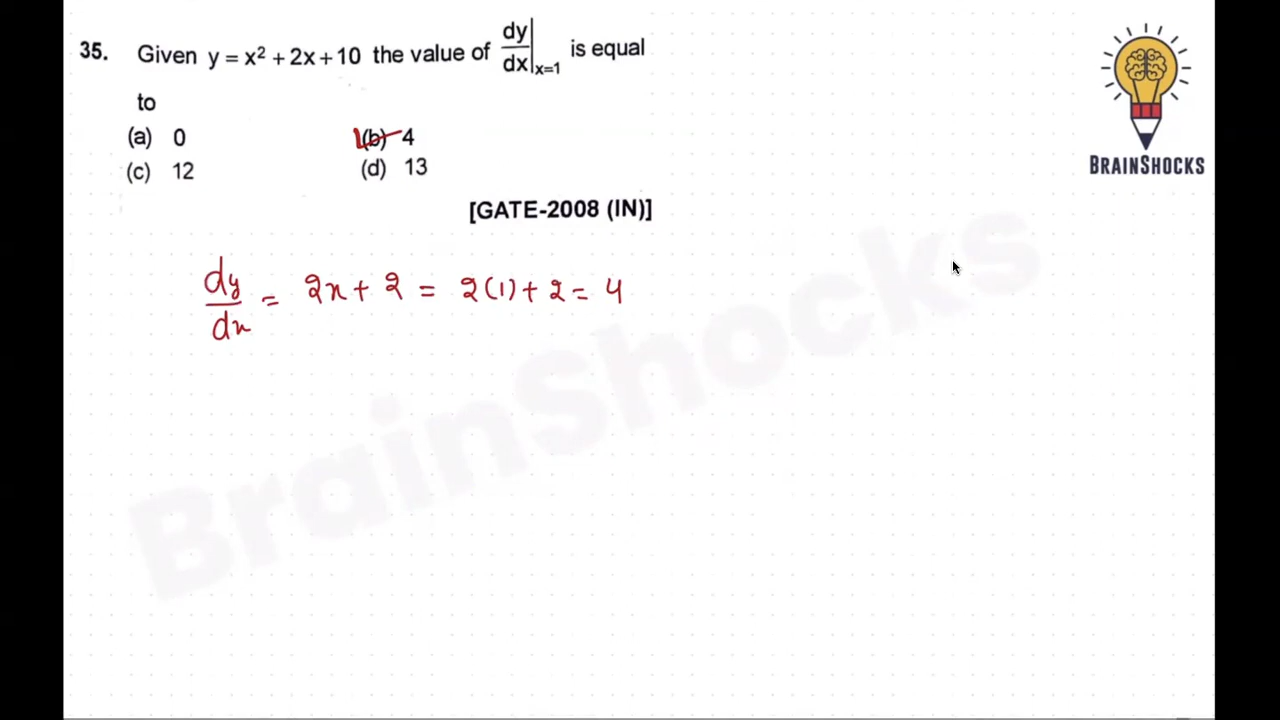 35. Given y = x² + 2x + 10 the value of dy/dx|x=1 is equal
to
(a) 0 (b) 4
(c) 12 (d) 13
[GATE-2008 (IN)]
dy/dx = 2x + 2 = 2(1) + 2 = 4
BRAINSHOCKS
BrainShocks